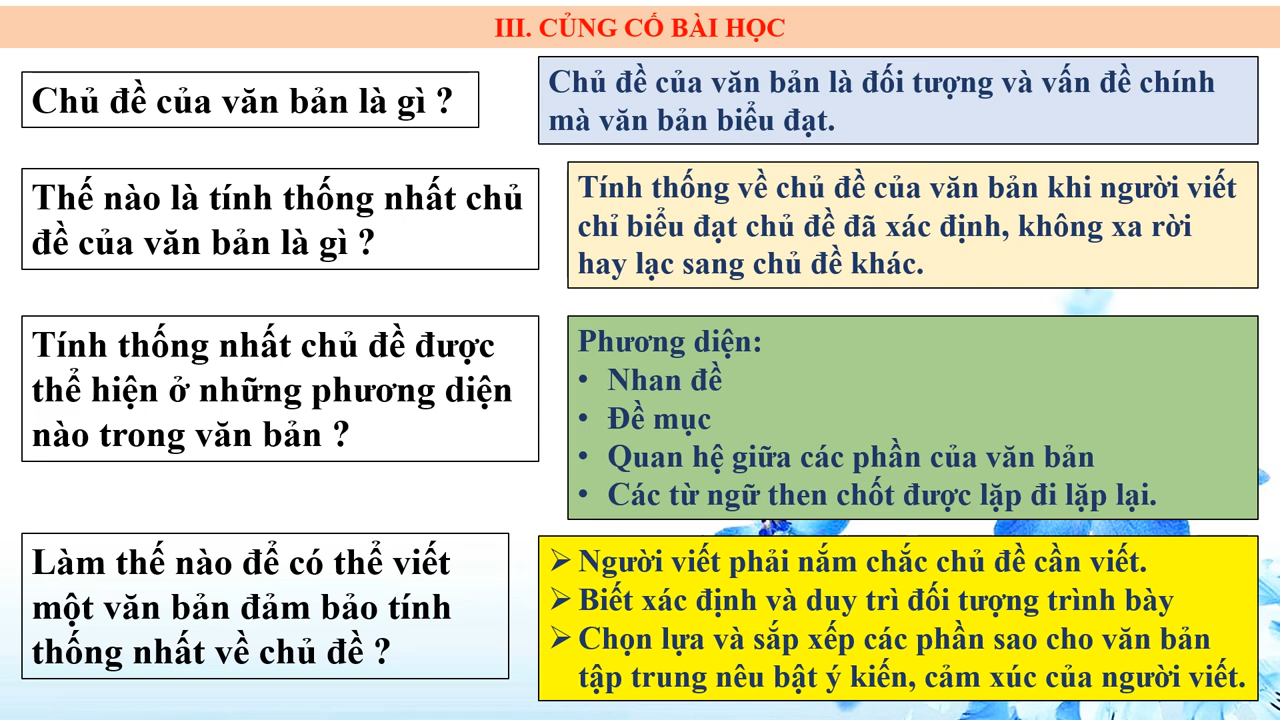 III. CỦNG CỐ BÀI HỌC
Chủ đề của văn bản là gì ?
Chủ đề của văn bản là đối tượng và vấn đề chính
mà văn bản biểu đạt.
Thế nào là tính thống nhất chủ
đề của văn bản là gì ?
Tính thống về chủ đề của văn bản khi người viết
chỉ biểu đạt chủ đề đã xác định, không xa rời
hay lạc sang chủ đề khác.
Tính thống nhất chủ đề được
thể hiện ở những phương diện
nào trong văn bản ?
Phương diện:
• Nhan đề
• Đề mục
• Quan hệ giữa các phần của văn bản
• Các từ ngữ then chốt được lặp đi lặp lại.
Làm thế nào để có thể viết
một văn bản đảm bảo tính
thống nhất về chủ đề ?
➢ Người viết phải nắm chắc chủ đề cần viết.
➢ Biết xác định và duy trì đối tượng trình bày
➢ Chọn lựa và sắp xếp các phần sao cho văn bản
tập trung nêu bật ý kiến, cảm xúc của người viết.